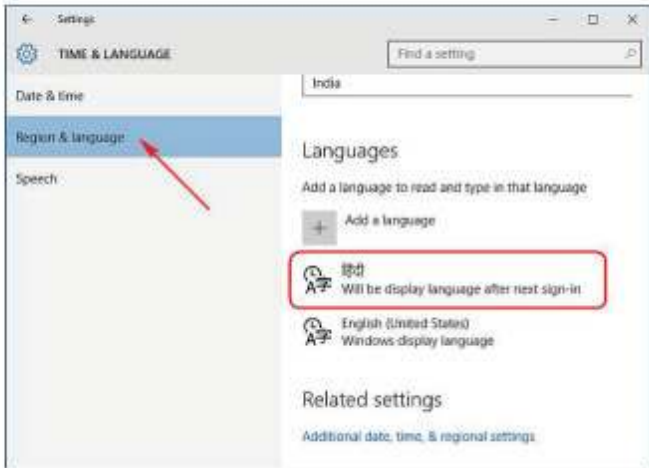 Settings
TIME & LANGUAGE
Find a setting
Date & time
Region & language
Speech
India
Languages
Add a language to read and type in that language
Add a language
हिंदी
Will be display language after next sign-in
English (United States)
Windows display language
Related settings
Additional date, time, & regional settings